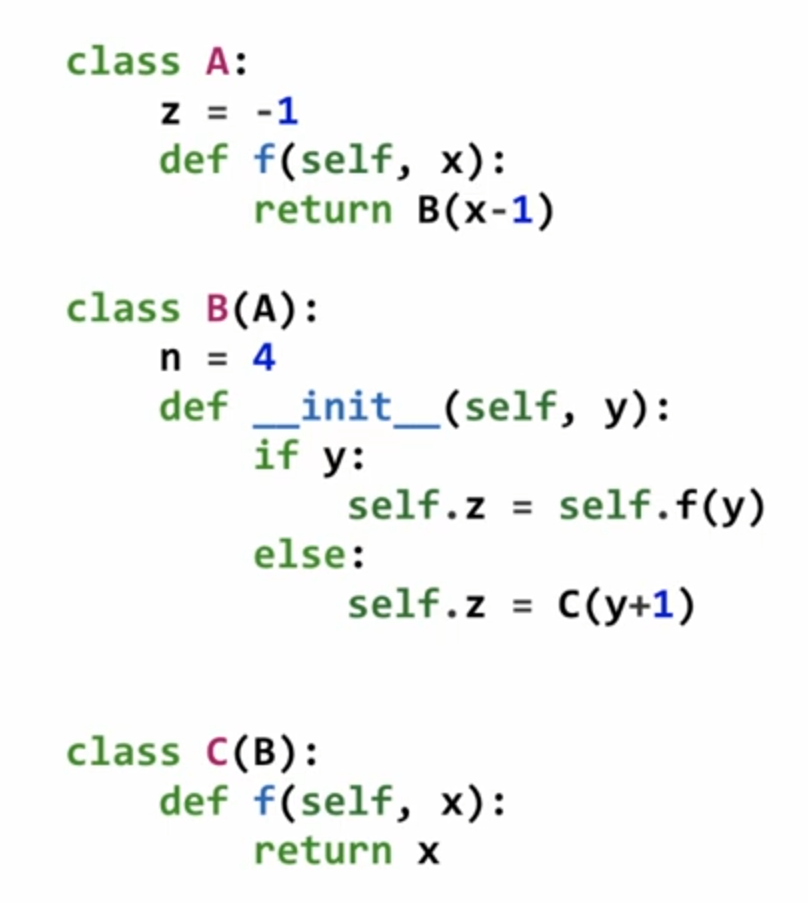 class A:
    z = -1
    def f(self, x):
        return B(x-1)
class B(A):
    n = 4
    def __init__(self, y):
        if y:
            self.z = self.f(y)
        else:
            self.z = C(y+1)
class C(B):
    def f(self, x):
        return x